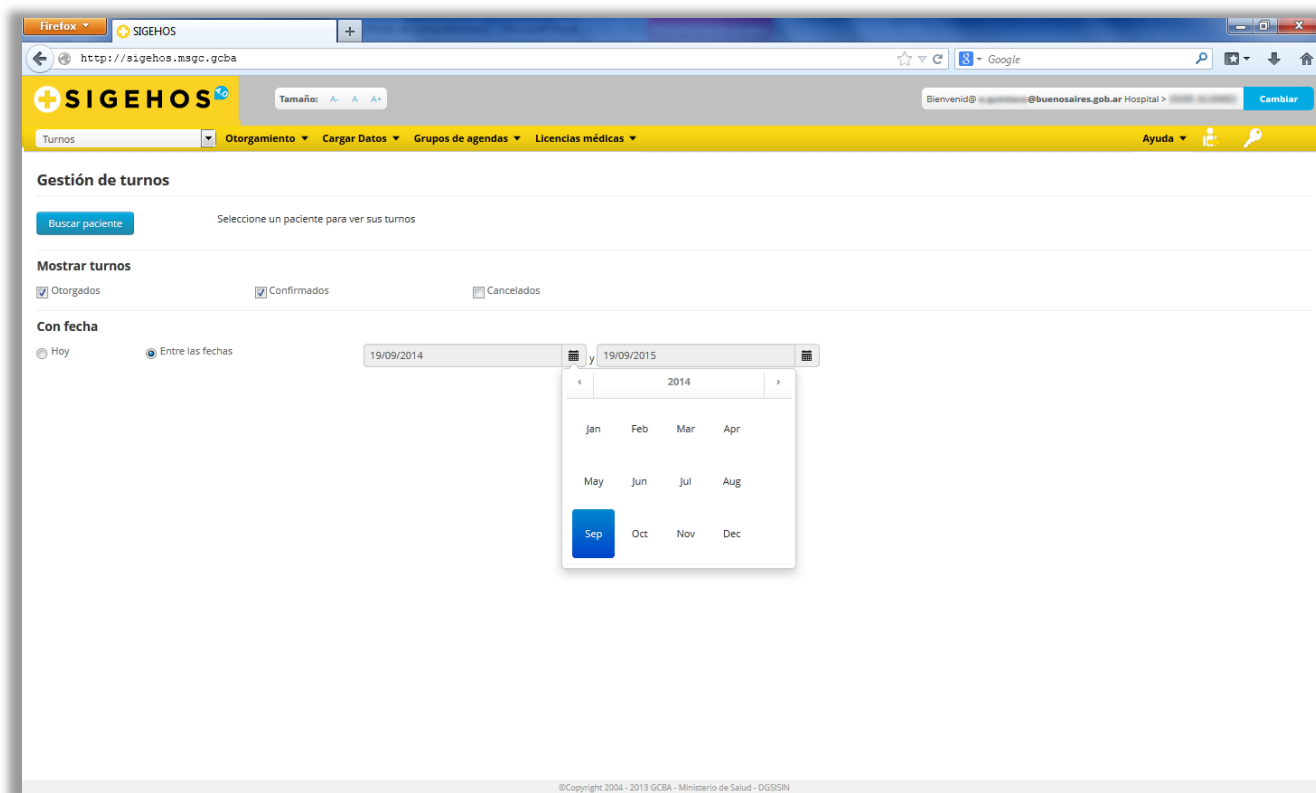 Firefox
SIGEHOS
http://sigehos.msgc.gcba
Google
SIGEHOS
Tamaño: A- A A+
Bienvenid@ @buenosaires.gob.ar Hospital >
Cambiar
Turnos
Otorgamiento Cargar Datos Grupos de agendas Licencias médicas
Ayuda
Gestión de turnos
Buscar paciente
Seleccione un paciente para ver sus turnos
Mostrar turnos
Otorgados Confirmados Cancelados
Con fecha
Hoy Entre las fechas 19/09/2014 y 19/09/2015
‹ 2014 ›
Jan Feb Mar Apr
May Jun Jul Aug
Sep Oct Nov Dec
©Copyright 2004 - 2013 GCBA - Ministerio de Salud - DGSISIN